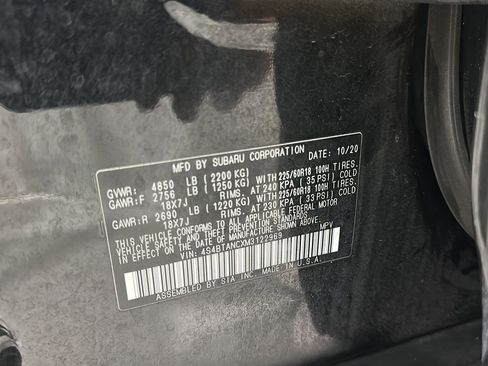 MFD BY SUBARU CORPORATION DATE: 10/20
GVWR: 4850 LB (2200 KG)
GAWR:F 2756 LB (1250 KG) WITH 225/60R18 100H TIRES.
18X7J RIMS. AT 240 KPA (35 PSI) COLD
GAWR:R 2690 LB (1220 KG) WITH 225/60R18 100H TIRES.
18X7J RIMS. AT 230 KPA (33 PSI) COLD
THIS VEHICLE CONFORMS TO ALL APPLICABLE FEDERAL MOTOR
VEHICLE SAFETY AND THEFT PREVENTION STANDARDS
IN EFFECT ON THE DATE OF MANUFACTURE SHOWN ABOVE.
VIN: 4S4BTANCXM3122969 MPV
ASSEMBLED BY SIA INC. MADE IN U.S.A.